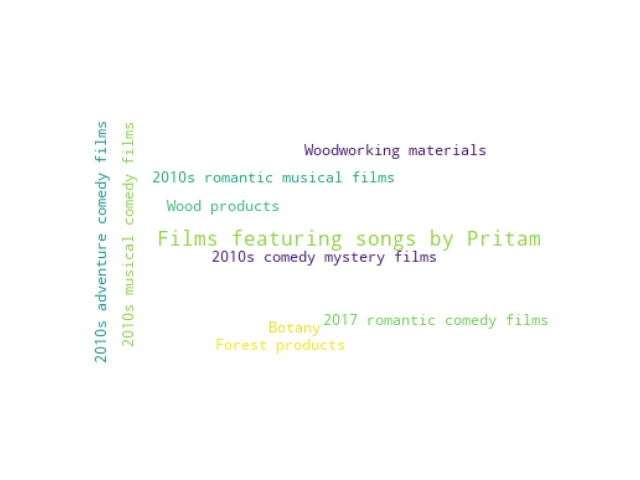 2010s adventure comedy films
2010s musical comedy films
Woodworking materials
2010s romantic musical films
Wood products
Films featuring songs by Pritam
2010s comedy mystery films
2017 romantic comedy films
Botany
Forest products